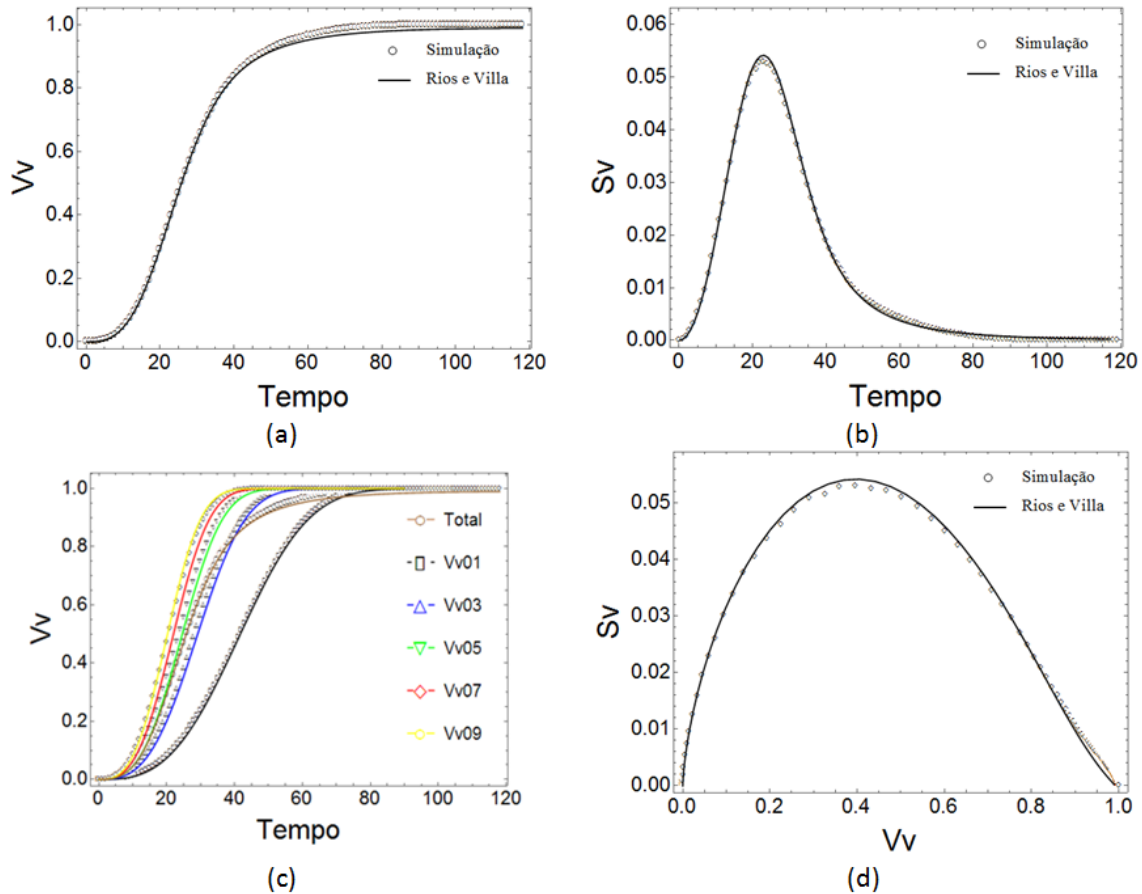 1.0
0.8
0.6
0.4
0.2
0.0
Vv
Simulação
Rios e Villa
0 20 40 60 80 100 120
Tempo
(a)
0.06
0.05
0.04
0.03
0.02
0.01
0.00
Sv
Simulação
Rios e Villa
0 20 40 60 80 100 120
Tempo
(b)
1.0
0.8
0.6
0.4
0.2
0.0
Vv
Total
Vv01
Vv03
Vv05
Vv07
Vv09
0 20 40 60 80 100 120
Tempo
(c)
0.05
0.04
0.03
0.02
0.01
0.00
Sv
Simulação
Rios e Villa
0.0 0.2 0.4 0.6 0.8 1.0
Vv
(d)